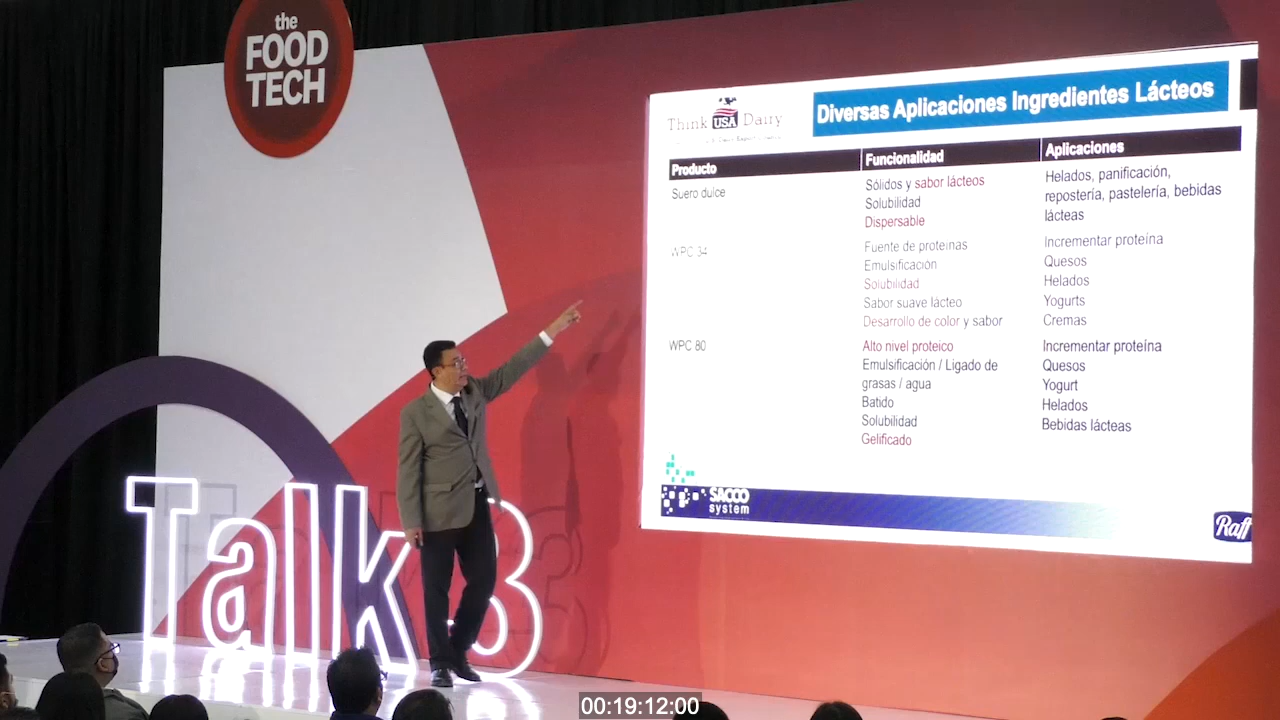 the
FOOD
TECH
Think USA Dairy
Diversas Aplicaciones Ingredientes Lácteos
Producto
Funcionalidad
Aplicaciones
Suero dulce
Sólidos y sabor lácteos
Solubilidad
Dispersable
Helados, panificación,
repostería, pastelería, bebidas
lácteas
WPC 34
Fuente de proteinas
Emulsificación
Solubilidad
Sabor suave lácteo
Desarrollo de color y sabor
Incrementar proteína
Quesos
Helados
Yogurts
Cremas
WPC 80
Alto nivel proteico
Emulsificación / Ligado de
grasas / agua
Batido
Solubilidad
Gelificado
Incrementar proteína
Quesos
Yogurt
Helados
Bebidas lácteas
SACCO
system
Raff
Talk 3
00:19:12:00